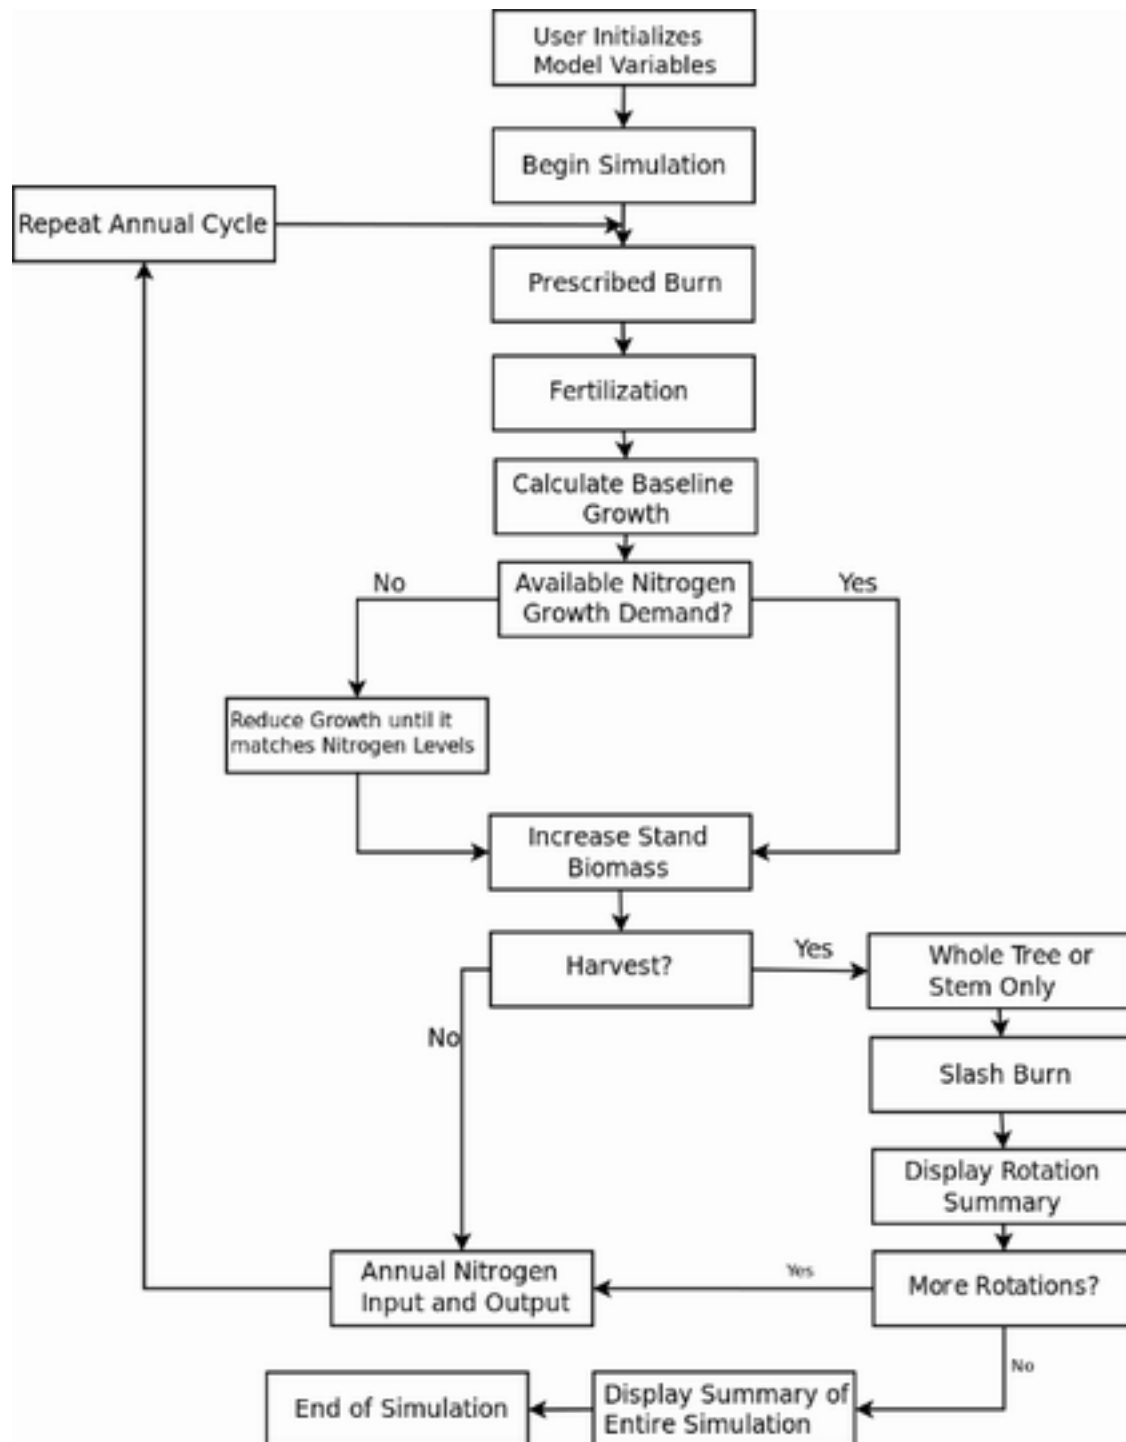 User Initializes
Model Variables
Begin Simulation
Repeat Annual Cycle
Prescribed Burn
Fertilization
Calculate Baseline
Growth
No
Available Nitrogen
Growth Demand?
Yes
Reduce Growth until it
matches Nitrogen Levels
Increase Stand
Biomass
Harvest?
Yes
Whole Tree or
Stem Only
No
Slash Burn
Display Rotation
Summary
Annual Nitrogen
Input and Output
Yes
More Rotations?
No
End of Simulation
Display Summary of
Entire Simulation